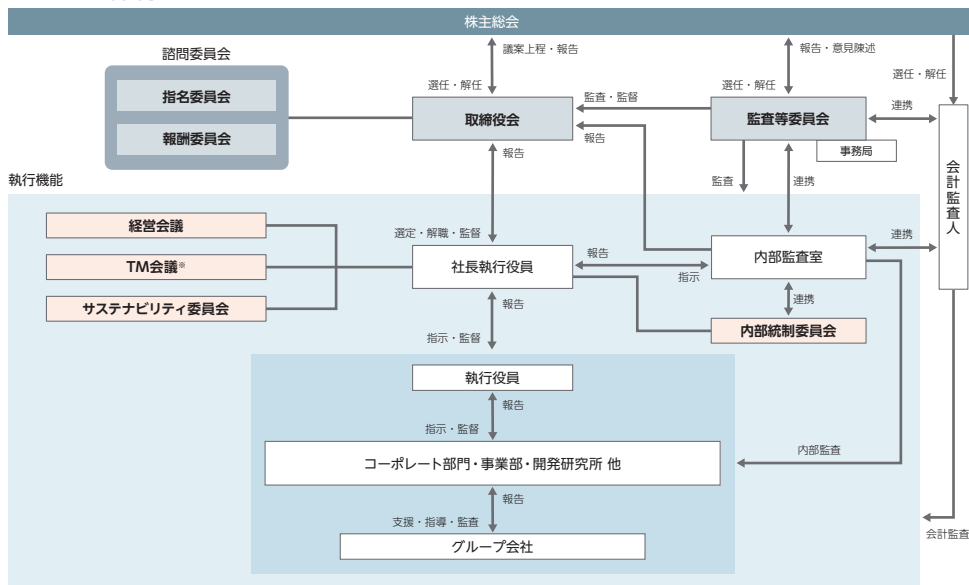 株主総会
諮問委員会
議案上程・報告
報告・意見陳述
選任・解任
選任・解任
選任・解任
指名委員会
報酬委員会
取締役会
監査・監督
監査等委員会
連携
報告
報告
事務局
会計監査人
執行機能
監査
連携
経営会議
TM会議※
サステナビリティ委員会
選定・解職・監督
社長執行役員
報告
指示
内部監査室
連携
連携
内部統制委員会
報告
指示・監督
執行役員
報告
指示・監督
コーポレート部門・事業部・開発研究所 他
内部監査
報告
支援・指導・監査
グループ会社
会計監査